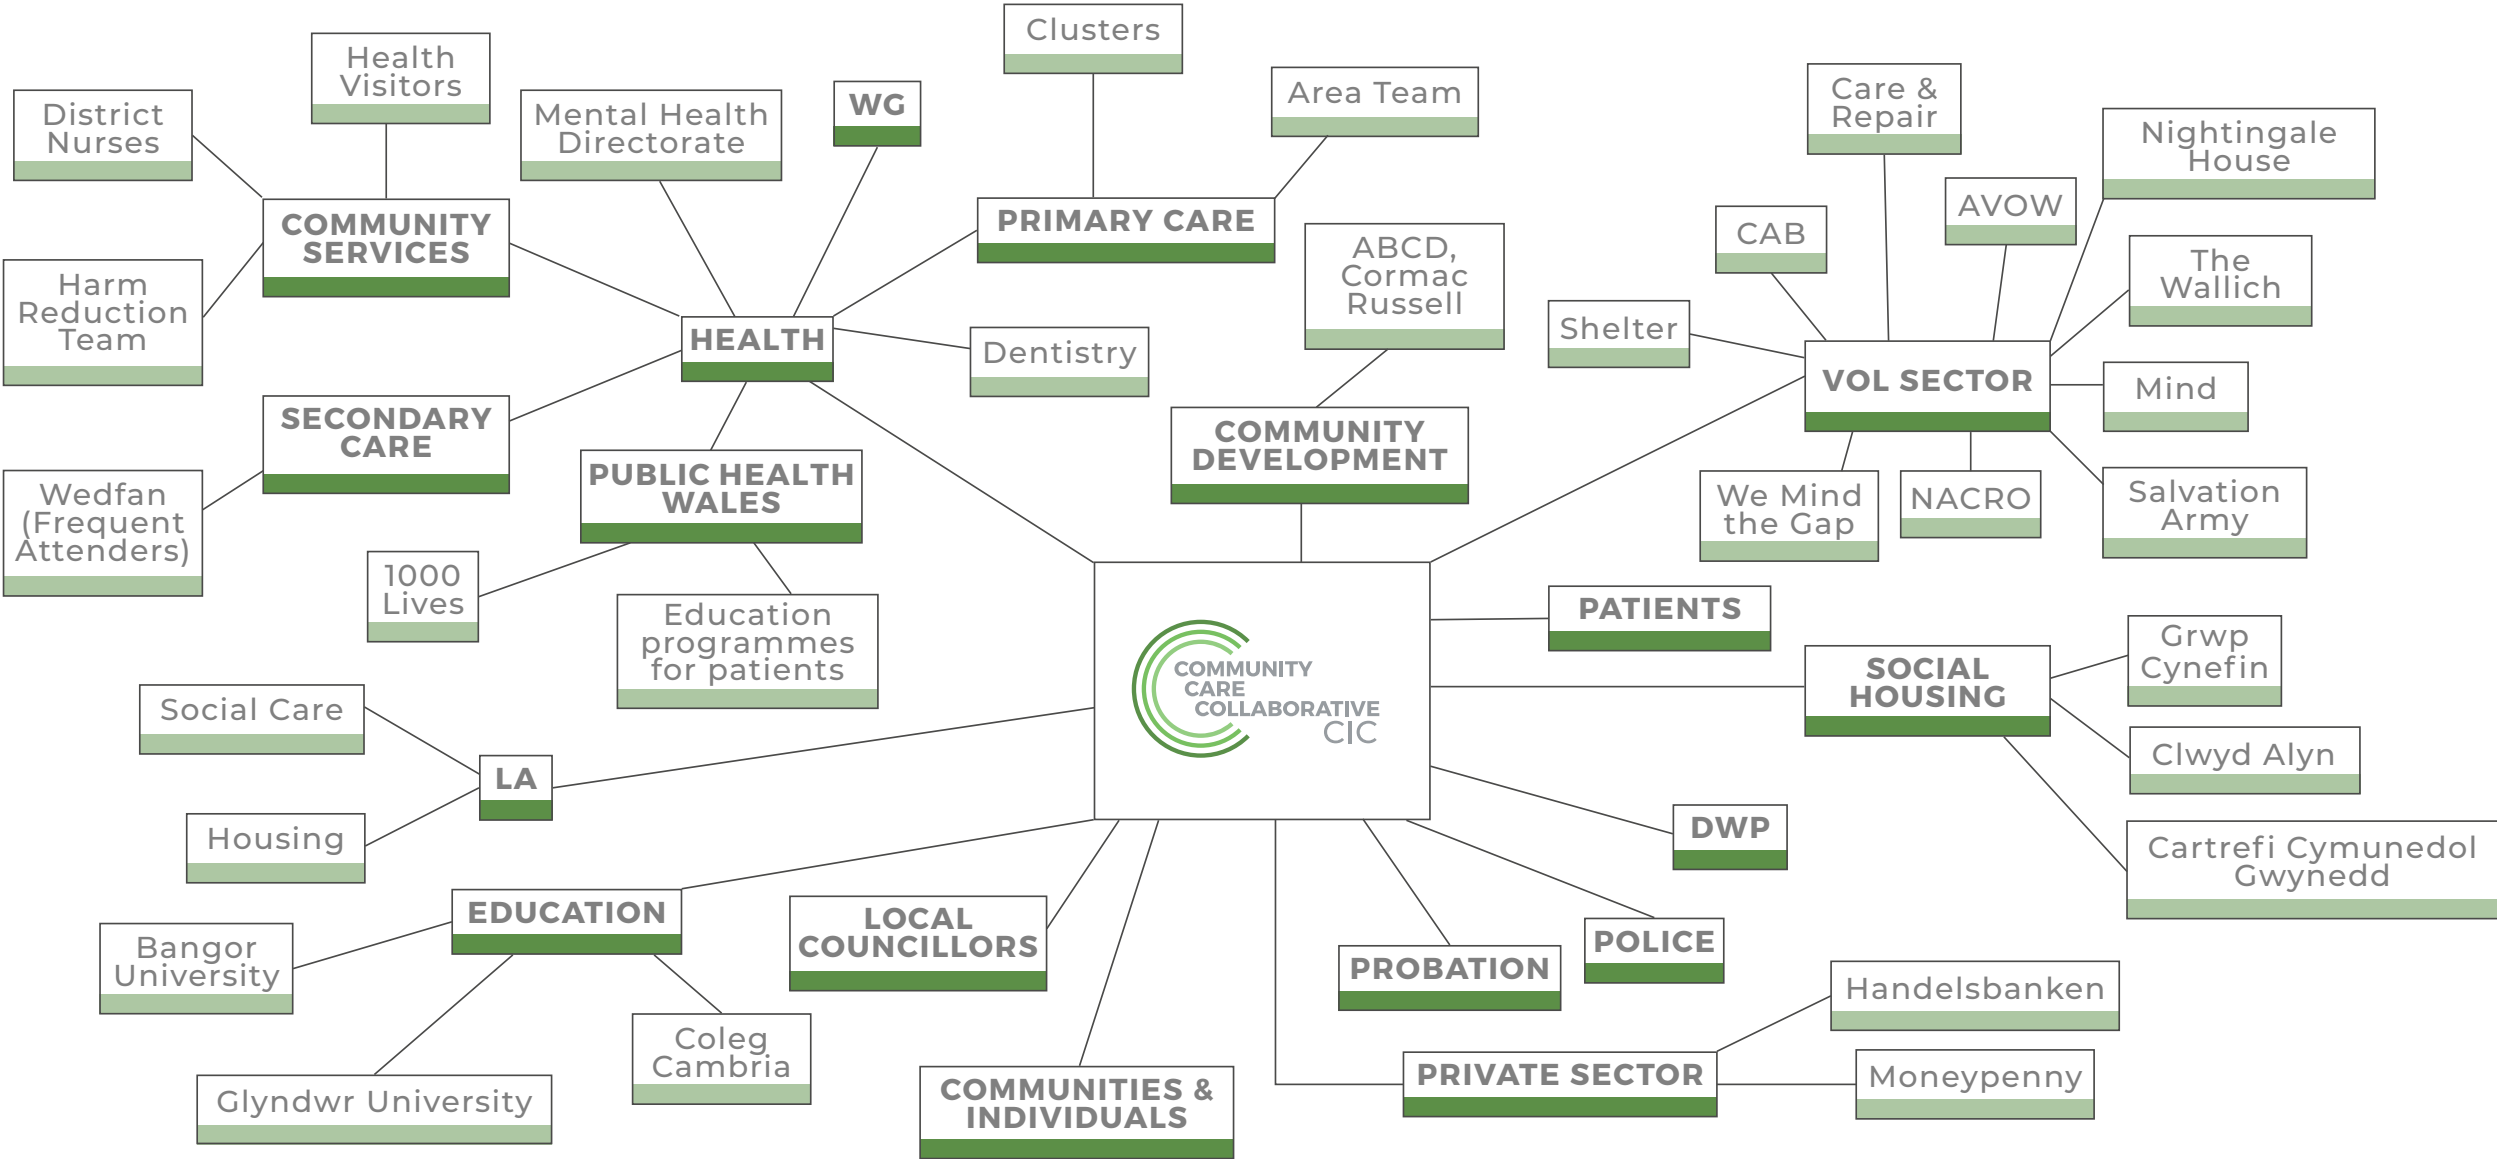 Clusters
Health
Visitors
District
Nurses
Mental Health
Directorate
WG
Area Team
Care &
Repair
Nightingale
House
CAB
AVOW
COMMUNITY
SERVICES
PRIMARY CARE
ABCD,
Cormac
Russell
The
Wallich
Harm
Reduction
Team
HEALTH
Dentistry
Shelter
VOL SECTOR
Mind
SECONDARY
CARE
COMMUNITY
DEVELOPMENT
Wedfan
(Frequent
Attenders)
PUBLIC HEALTH
WALES
We Mind
the Gap
NACRO
Salvation
Army
1000
Lives
Education
programmes
for patients
PATIENTS
COMMUNITY
CARE
COLLABORATIVE
CIC
SOCIAL
HOUSING
Grwp
Cynefin
Social Care
Clwyd Alyn
LA
Housing
DWP
Cartrefi Cymunedol
Gwynedd
EDUCATION
LOCAL
COUNCILLORS
POLICE
PROBATION
Bangor
University
Handelsbanken
Coleg
Cambria
Glyndwr University
COMMUNITIES &
INDIVIDUALS
PRIVATE SECTOR
Moneypenny